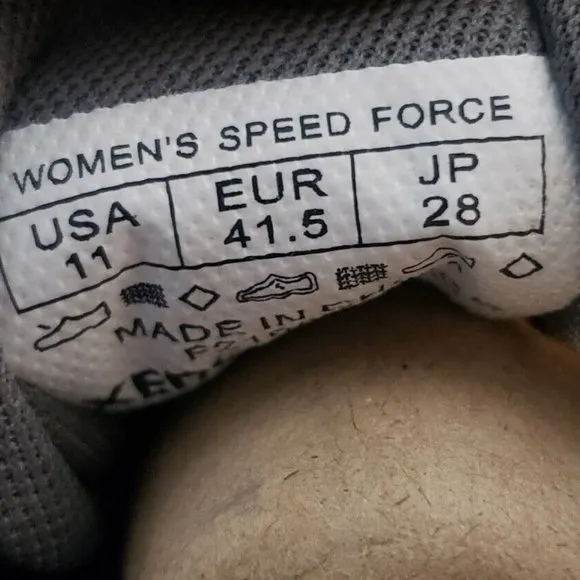 WOMEN'S SPEED FORCE
USA EUR JP
11 41.5 28
MADE IN